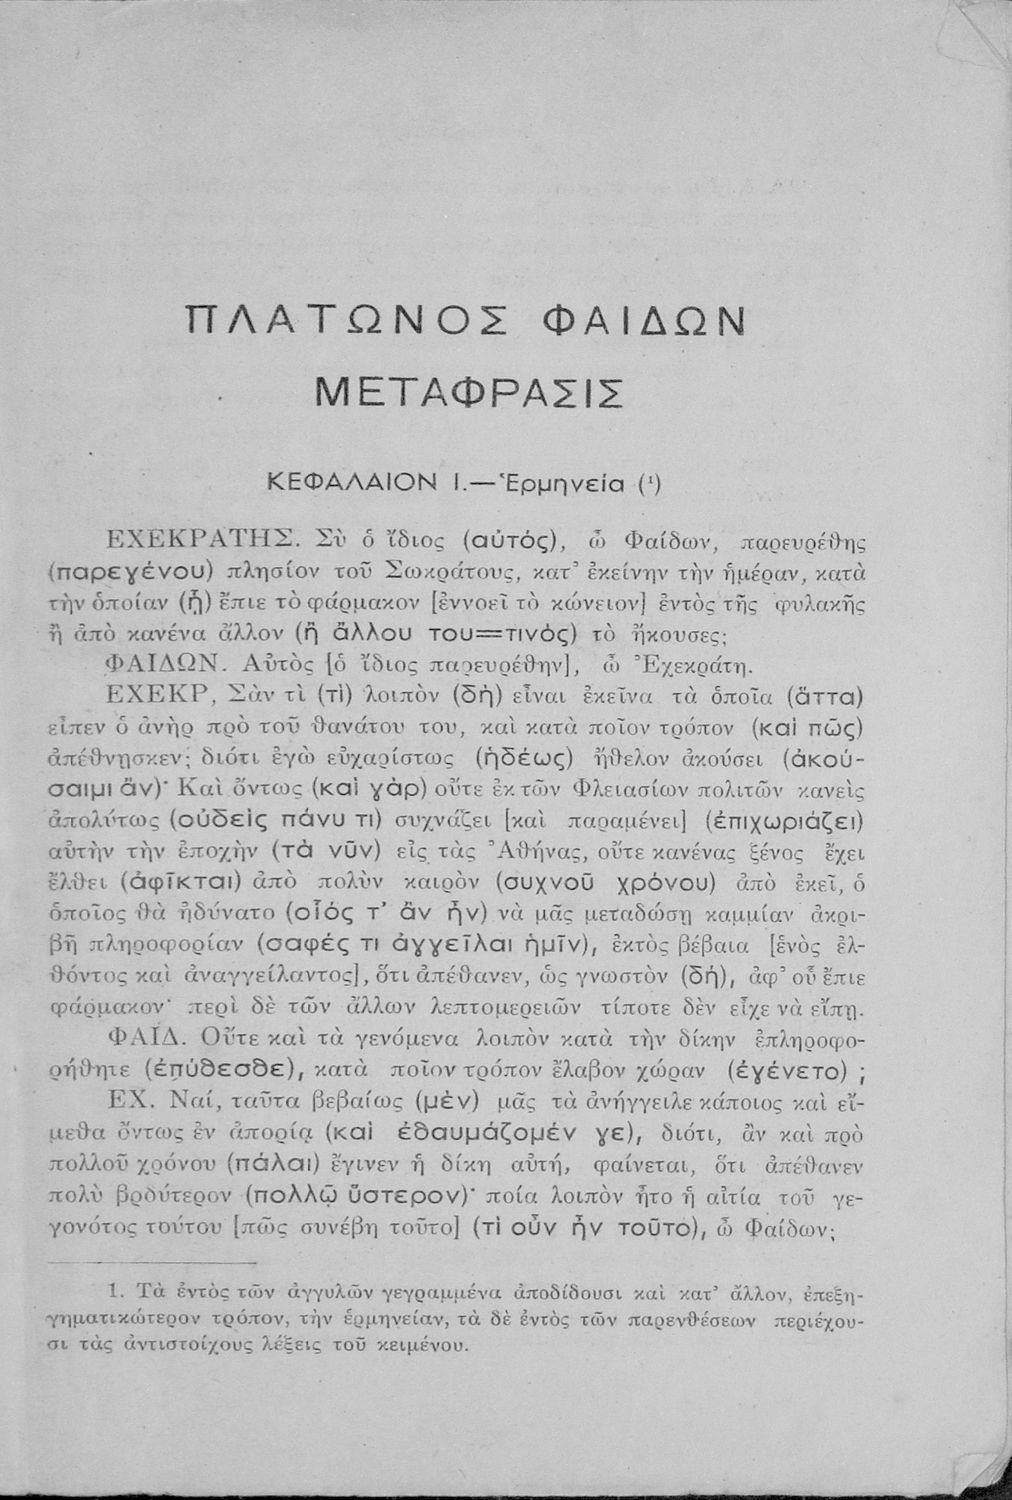 ΠΛΑΤΩΝΟΣ ΦΑΙΔΩΝ
ΜΕΤΑΦΡΑΣΙΣ
ΚΕΦΑΛΑΙΟΝ Ι.—Ἑρμηνεία (¹)
ΕΧΕΚΡΑΤΗΣ. Σὺ ὁ ἴδιος (αὐτός), ὦ Φαίδων, παρευρέθης
(παρεγένου) πλησίον τοῦ Σωκράτους, κατ᾽ ἐκείνην τὴν ἡμέραν, κατὰ
τὴν ὁποίαν (ᾗ) ἔπιε τὸ φάρμακον [ἐννοεῖ τὸ κώνειον] ἐντὸς τῆς φυλακῆς
ἢ ἀπὸ κανένα ἄλλον (ἢ ἄλλου του=τινὸς) τὸ ἤκουσες;
ΦΑΙΔΩΝ. Αὐτὸς [ὁ ἴδιος παρευρέθην], ὦ Ἐχεκράτη.
ΕΧΕΚΡ, Σὰν τὶ (τὶ) λοιπὸν (δὴ) εἶναι ἐκεῖνα τὰ ὁποῖα (ἅττα)
εἶπεν ὁ ἀνὴρ πρὸ τοῦ θανάτου του, καὶ κατὰ ποῖον τρόπον (καὶ πῶς)
ἀπέθνησκεν; διότι ἐγὼ εὐχαρίστως (ἡδέως) ἤθελον ἀκούσει (ἀκού-
σαιμι ἄν)· Καὶ ὄντως (καὶ γὰρ) οὔτε ἐκ τῶν Φλειασίων πολιτῶν κανεὶς
ἀπολύτως (οὐδεὶς πάνυ τι) συχνάζει [καὶ παραμένει] (ἐπιχωριάζει)
αὐτὴν τὴν ἐποχὴν (τὰ νῦν) εἰς τὰς Ἀθήνας, οὔτε κανένας ξένος ἔχει
ἔλθει (ἀφῖκται) ἀπὸ πολὺν καιρὸν (συχνοῦ χρόνου) ἀπὸ ἐκεῖ, ὁ
ὁποῖος θὰ ἠδύνατο (οἷός τ᾽ ἂν ἦν) νὰ μᾶς μεταδώσῃ καμμίαν ἀκρι-
βῆ πληροφορίαν (σαφές τι ἀγγεῖλαι ἡμῖν), ἐκτὸς βέβαια [ἑνὸς ἐλ-
θόντος καὶ ἀναγγείλαντος], ὅτι ἀπέθανεν, ὡς γνωστὸν (δή), ἀφ᾽ οὗ ἔπιε
φάρμακον· περὶ δὲ τῶν ἄλλων λεπτομερειῶν τίποτε δὲν εἶχε νὰ εἴπῃ.
ΦΑΙΔ. Οὔτε καὶ τὰ γενόμενα λοιπὸν κατὰ τὴν δίκην ἐπληροφο-
ρήθητε (ἐπύθεσθε), κατὰ ποῖον τρόπον ἔλαβον χώραν (ἐγένετο) ;
ΕΧ. Ναί, ταῦτα βεβαίως (μὲν) μᾶς τὰ ἀνήγγειλε κάποιος καὶ εἴ-
μεθα ὄντως ἐν ἀπορίᾳ (καὶ ἐθαυμάζομέν γε), διότι, ἂν καὶ πρὸ
πολλοῦ χρόνου (πάλαι) ἔγινεν ἡ δίκη αὐτή, φαίνεται, ὅτι ἀπέθανεν
πολὺ βρδύτερον (πολλῷ ὕστερον)· ποία λοιπὸν ἦτο ἡ αἰτία τοῦ γε-
γονότος τούτου [πῶς συνέβη τοῦτο] (τὶ οὖν ἦν τοῦτο), ὦ Φαίδων;
1. Τὰ ἐντὸς τῶν ἀγγυλῶν γεγραμμένα ἀποδίδουσι καὶ κατ᾽ ἄλλον, ἐπεξη-
γηματικώτερον τρόπον, τὴν ἑρμηνείαν, τὰ δὲ ἐντὸς τῶν παρενθέσεων περιέχου-
σι τὰς ἀντιστοίχους λέξεις τοῦ κειμένου.